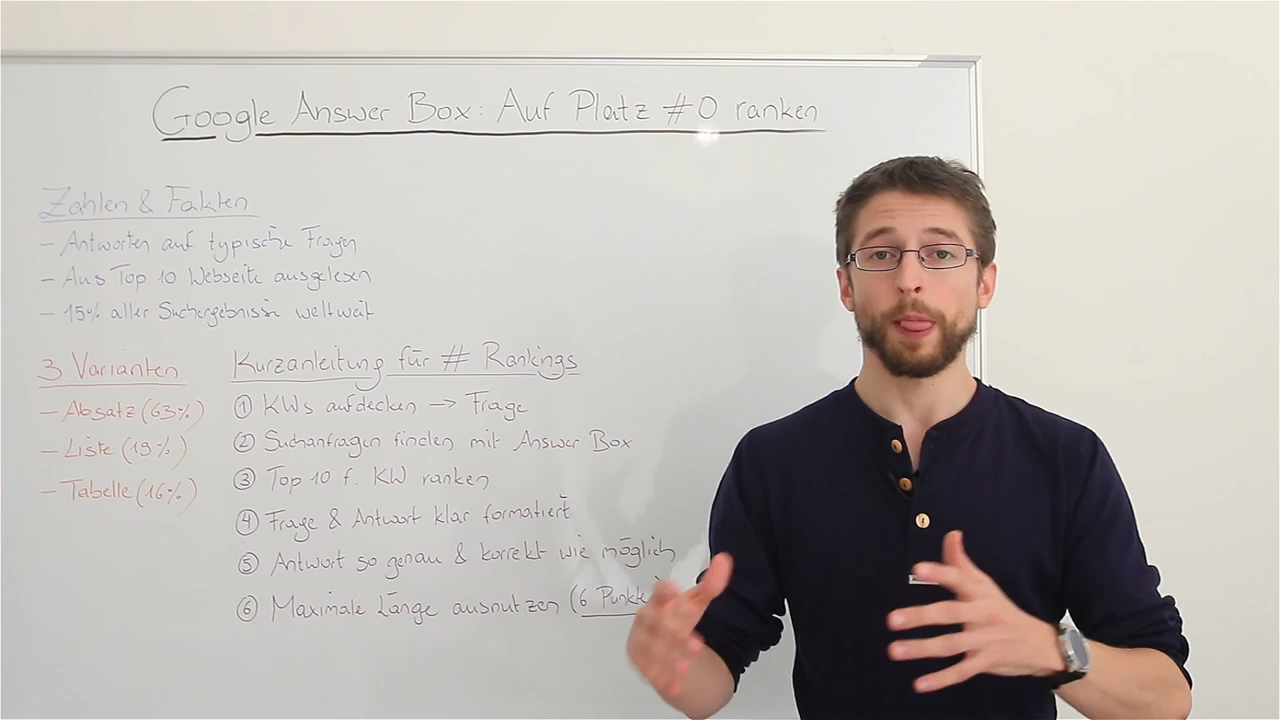 Google Answer Box: Auf Platz #0 ranken
Zahlen & Fakten
- Antworten auf typische Fragen
- Aus Top 10 Webseite ausgelesen
- 15% aller Suchergebnisse weltweit
3 Varianten
- Absatz (63%)
- Liste (19%)
- Tabelle (16%)
Kurzanleitung für # Rankings
① KWs aufdecken → Frage
② Suchanfragen finden mit Answer Box
③ Top 10 f. KW ranken
④ Frage & Antwort klar formatiert
⑤ Antwort so genau & korrekt wie möglich
⑥ Maximale Länge ausnutzen (6 Punkte)